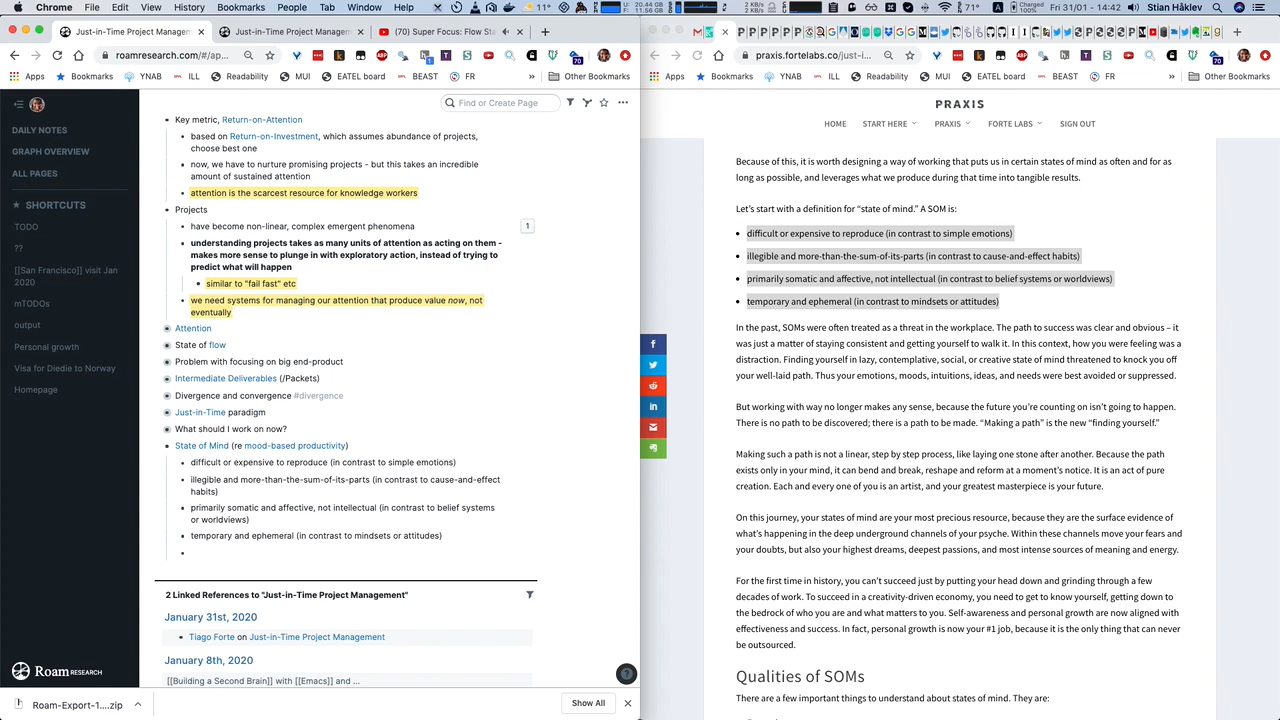 Chrome File Edit View History Bookmarks People Tab Window Help
11°
U: 20.44 GB
F: 11.56 GB
2 KB/s
2 KB/s
71°
Charged
100%
Fri 31/01 - 14:42 Stian Håklev
Just-in-Time Project Managem
Just-in-Time Project Managem
(70) Super Focus: Flow Sta
roamresearch.com/#/app
70
Apps Bookmarks YNAB ILL Readability MUI EATEL board BEAST FR » Other Bookmarks
DAILY NOTES
GRAPH OVERVIEW
ALL PAGES
SHORTCUTS
TODO
??
[[San Francisco]] visit Jan
2020
mTODOs
output
Personal growth
Visa for Diedie to Norway
Homepage
Roam RESEARCH
Find or Create Page
Key metric, Return-on-Attention
based on Return-on-Investment, which assumes abundance of projects,
choose best one
now, we have to nurture promising projects - but this takes an incredible
amount of sustained attention
attention is the scarcest resource for knowledge workers
Projects
have become non-linear, complex emergent phenomena
1
understanding projects takes as many units of attention as acting on them -
makes more sense to plunge in with exploratory action, instead of trying to
predict what will happen
similar to "fail fast" etc
we need systems for managing our attention that produce value now, not
eventually
Attention
State of flow
Problem with focusing on big end-product
Intermediate Deliverables (/Packets)
Divergence and convergence #divergence
Just-in-Time paradigm
What should I work on now?
State of Mind (re mood-based productivity)
difficult or expensive to reproduce (in contrast to simple emotions)
illegible and more-than-the-sum-of-its-parts (in contrast to cause-and-effect
habits)
primarily somatic and affective, not intellectual (in contrast to belief systems
or worldviews)
temporary and ephemeral (in contrast to mindsets or attitudes)
2 Linked References to "Just-in-Time Project Management"
January 31st, 2020
Tiago Forte on Just-in-Time Project Management
January 8th, 2020
[[Building a Second Brain]] with [[Emacs]] and ...
Roam-Export-1....zip
Show All
praxis.fortelabs.co/just-i...
70
Apps Bookmarks YNAB ILL Readability MUI EATEL board BEAST FR » Other Bookmarks
PRAXIS
HOME START HERE PRAXIS FORTE LABS SIGN OUT
Because of this, it is worth designing a way of working that puts us in certain states of mind as often and for as
long as possible, and leverages what we produce during that time into tangible results.
Let's start with a definition for “state of mind.” A SOM is:
difficult or expensive to reproduce (in contrast to simple emotions)
illegible and more-than-the-sum-of-its-parts (in contrast to cause-and-effect habits)
primarily somatic and affective, not intellectual (in contrast to belief systems or worldviews)
temporary and ephemeral (in contrast to mindsets or attitudes)
In the past, SOMs were often treated as a threat in the workplace. The path to success was clear and obvious – it
was just a matter of staying consistent and getting yourself to walk it. In this context, how you were feeling was a
distraction. Finding yourself in lazy, contemplative, social, or creative state of mind threatened to knock you off
your well-laid path. Thus your emotions, moods, intuitions, ideas, and needs were best avoided or suppressed.
But working with way no longer makes any sense, because the future you're counting on isn't going to happen.
There is no path to be discovered; there is a path to be made. “Making a path” is the new “finding yourself.”
Making such a path is not a linear, step by step process, like laying one stone after another. Because the path
exists only in your mind, it can bend and break, reshape and reform at a moment's notice. It is an act of pure
creation. Each and every one of you is an artist, and your greatest masterpiece is your future.
On this journey, your states of mind are your most precious resource, because they are the surface evidence of
what's happening in the deep underground channels of your psyche. Within these channels move your fears and
your doubts, but also your highest dreams, deepest passions, and most intense sources of meaning and energy.
For the first time in history, you can't succeed just by putting your head down and grinding through a few
decades of work. To succeed in a creativity-driven economy, you need to get to know yourself, getting down to
the bedrock of who you are and what matters to you. Self-awareness and personal growth are now aligned with
effectiveness and success. In fact, personal growth is now your #1 job, because it is the only thing that can never
be outsourced.
Qualities of SOMs
There are a few important things to understand about states of mind. They are: